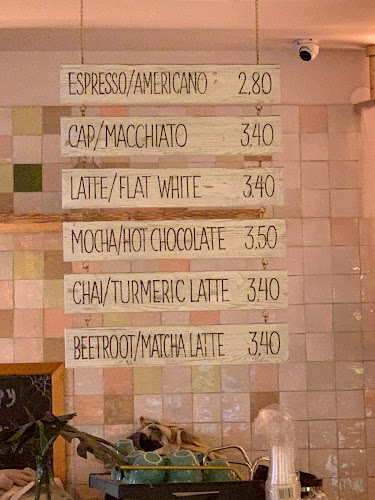 ESPRESSO/AMERICANO 2,80
CAP/MACCHIATO 3,40
LATTE/FLAT WHITE 3,40
MOCHA/HOT CHOCOLATE 3,50
CHAI/TURMERIC LATTE 3,40
BEETROOT/MATCHA LATTE 3,40